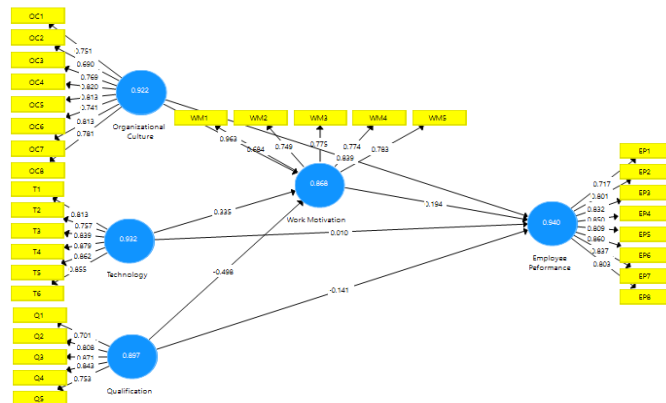 OC1
OC2
OC3
OC4
OC5
OC6
OC7
OC8
0.751
0.690
0.769
0.820
0.813
0.741
0.813
0.781
0.922
Organizational
Culture
T1
T2
T3
T4
T5
T6
0.813
0.757
0.839
0.879
0.862
0.855
0.932
Technology
Q1
Q2
Q3
Q4
Q5
0.701
0.808
0.871
0.843
0.753
0.897
Qualification
WM1
WM2
WM3
WM4
WM5
0.963
0.684
0.749
0.775
0.774
0.783
0.839
0.868
Work Motivation
0.335
-0.498
0.194
0.010
-0.141
0.940
Employee
Peformance
0.717
0.801
0.832
0.850
0.809
0.860
0.837
0.803
EP1
EP2
EP3
EP4
EP5
EP6
EP7
EP8